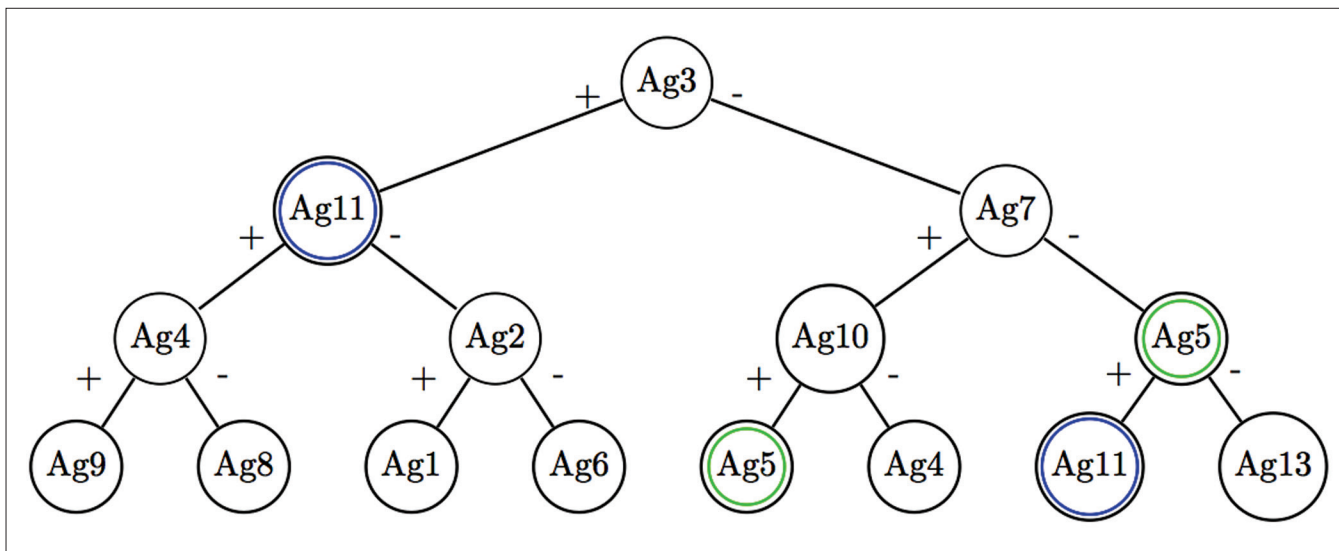 Ag3
+ -
Ag11 Ag7
+ - + -
Ag4 Ag2 Ag10 Ag5
+ - + - + - + -
Ag9 Ag8 Ag1 Ag6 Ag5 Ag4 Ag11 Ag13